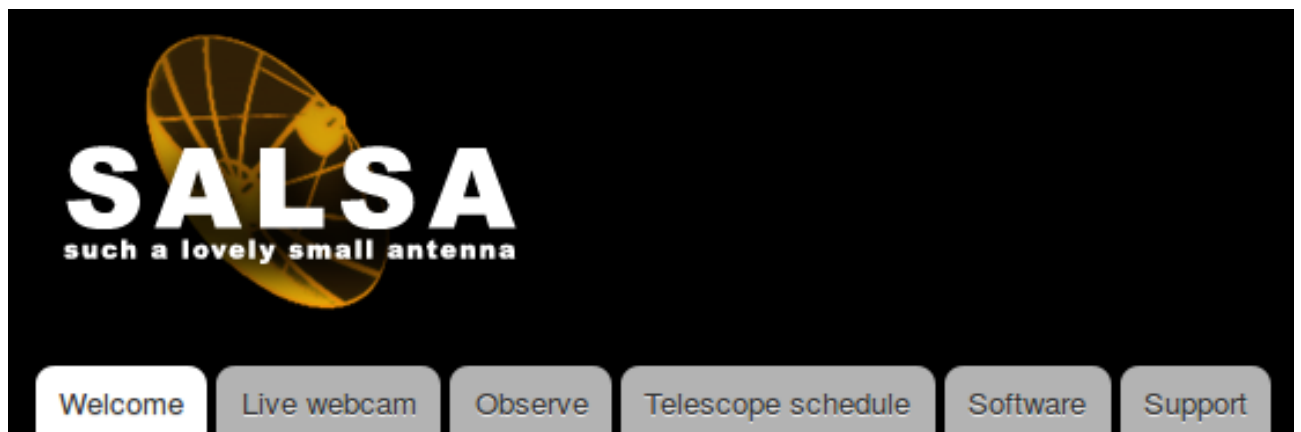 SALSA
such a lovely small antenna
Welcome Live webcam Observe Telescope schedule Software Support